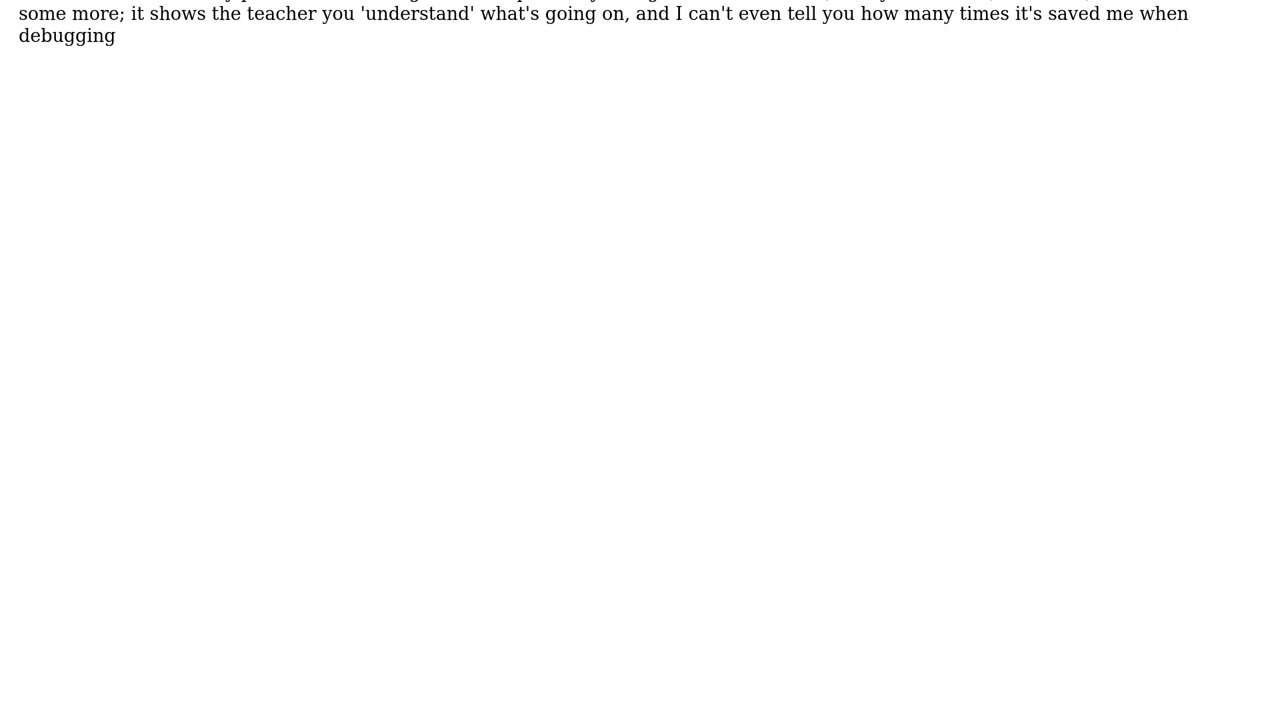 some more; it shows the teacher you 'understand' what's going on, and I can't even tell you how many times it's saved me when
debugging